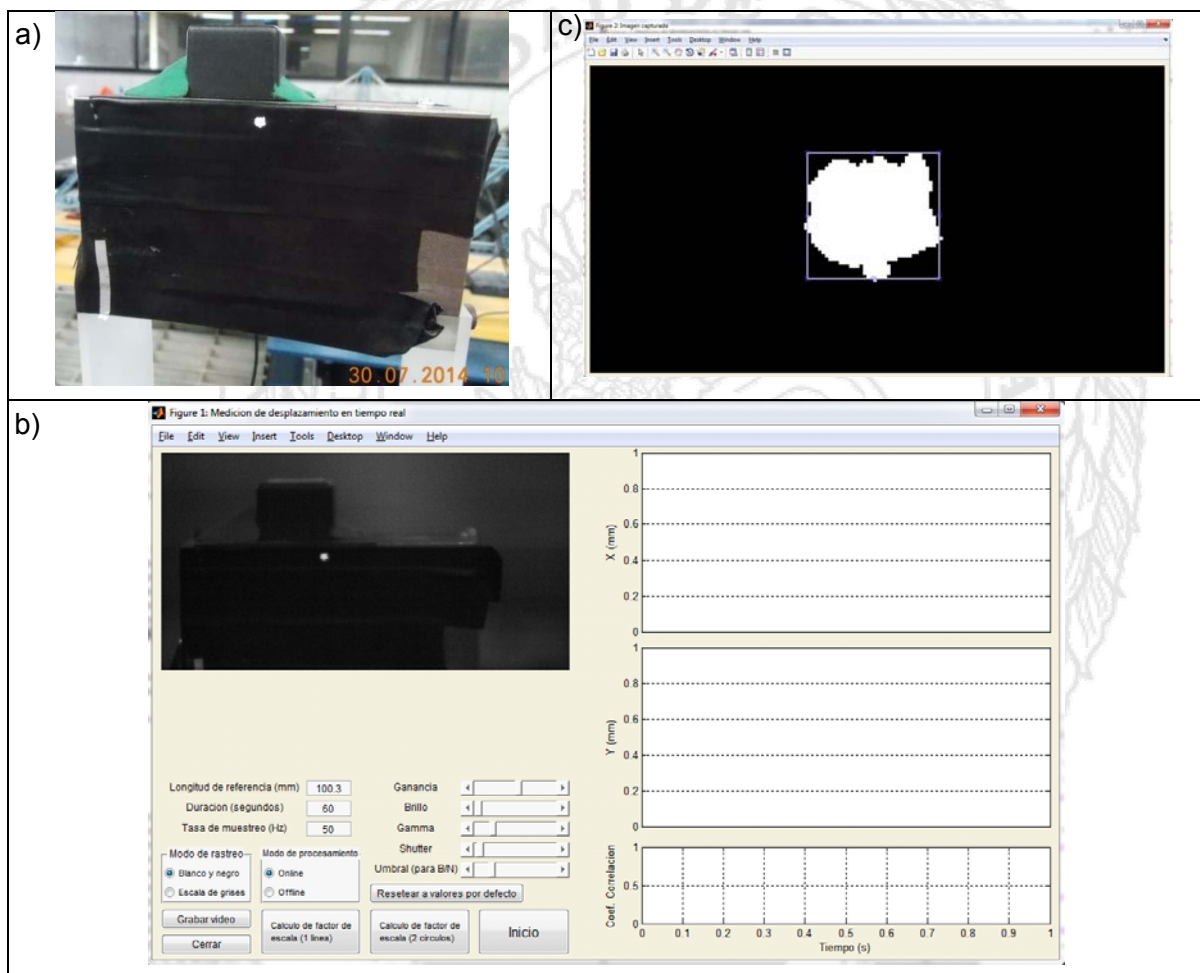 a)
30.07.2014 10
c)
Figure 2: Imagen capturada
File Edit View Insert Tools Desktop Window Help
b)
Figure 1: Medicion de desplazamiento en tiempo real
File Edit View Insert Tools Desktop Window Help
1
0.8
0.6
0.4
0.2
0
X (mm)
1
0.8
0.6
0.4
0.2
0
Y (mm)
1
0.5
0
Coef. Correlacion
0 0.1 0.2 0.3 0.4 0.5 0.6 0.7 0.8 0.9 1
Tiempo (s)
Longitud de referencia (mm) 100.3
Duracion (segundos) 60
Tasa de muestreo (Hz) 50
Ganancia
Brillo
Gamma
Shutter
Umbral (para B/N)
Modo de rastreo
Blanco y negro
Escala de grises
Modo de procesamiento
Online
Offline
Resetear a valores por defecto
Grabar video
Cerrar
Calculo de factor de
escala (1 linea)
Calculo de factor de
escala (2 circulos)
Inicio